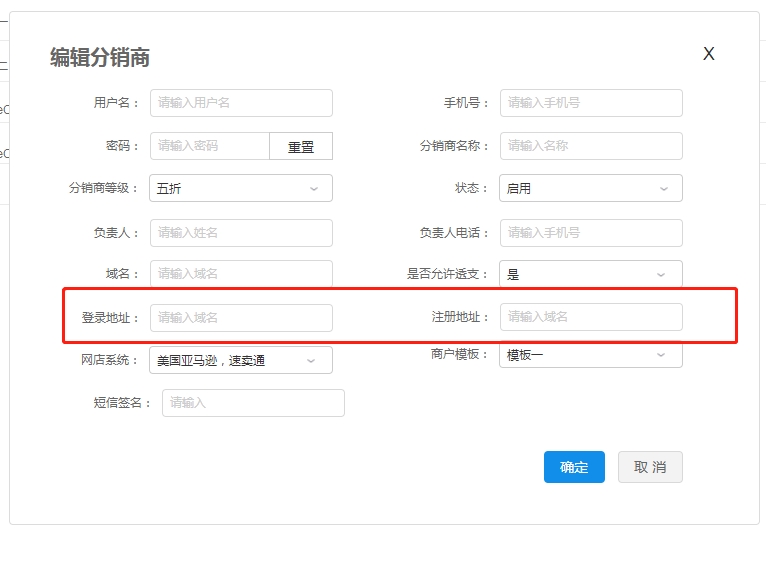 编辑分销商 X
用户名： 请输入用户名 手机号： 请输入手机号
密码： 请输入密码 重置 分销商名称： 请输入名称
分销商等级： 五折 状态： 启用
负责人： 请输入姓名 负责人电话： 请输入手机号
域名： 请输入域名 是否允许透支： 是
登录地址： 请输入域名 注册地址： 请输入域名
网店系统： 美国亚马逊，速卖通 商户模板： 模板一
短信签名： 请输入
确定 取 消